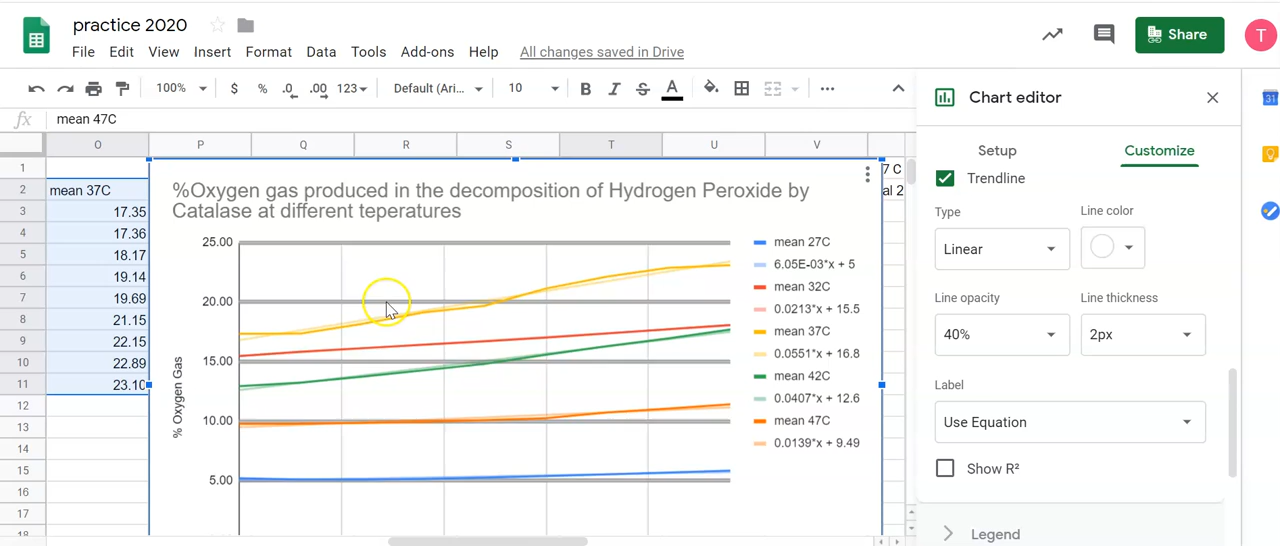 practice 2020
File Edit View Insert Format Data Tools Add-ons Help All changes saved in Drive
Share
T
100% $ % .0 .00 123 Default (Ari... 10 B I S A
fx mean 47C
O P Q R S T U V
1 7 C
2 mean 37C al 2
3 17.35
4 17.36
5 18.17
6 19.14
7 19.69
8 21.15
9 22.15
10 22.89
11 23.10
12
13
14
15
16
17
18
%Oxygen gas produced in the decomposition of Hydrogen Peroxide by
Catalase at different teperatures
% Oxygen Gas
25.00
20.00
15.00
10.00
5.00
mean 27C
6.05E-03*x + 5
mean 32C
0.0213*x + 15.5
mean 37C
0.0551*x + 16.8
mean 42C
0.0407*x + 12.6
mean 47C
0.0139*x + 9.49
Chart editor
Setup Customize
Trendline
Type Line color
Linear
Line opacity Line thickness
40% 2px
Label
Use Equation
Show R²
Legend
31